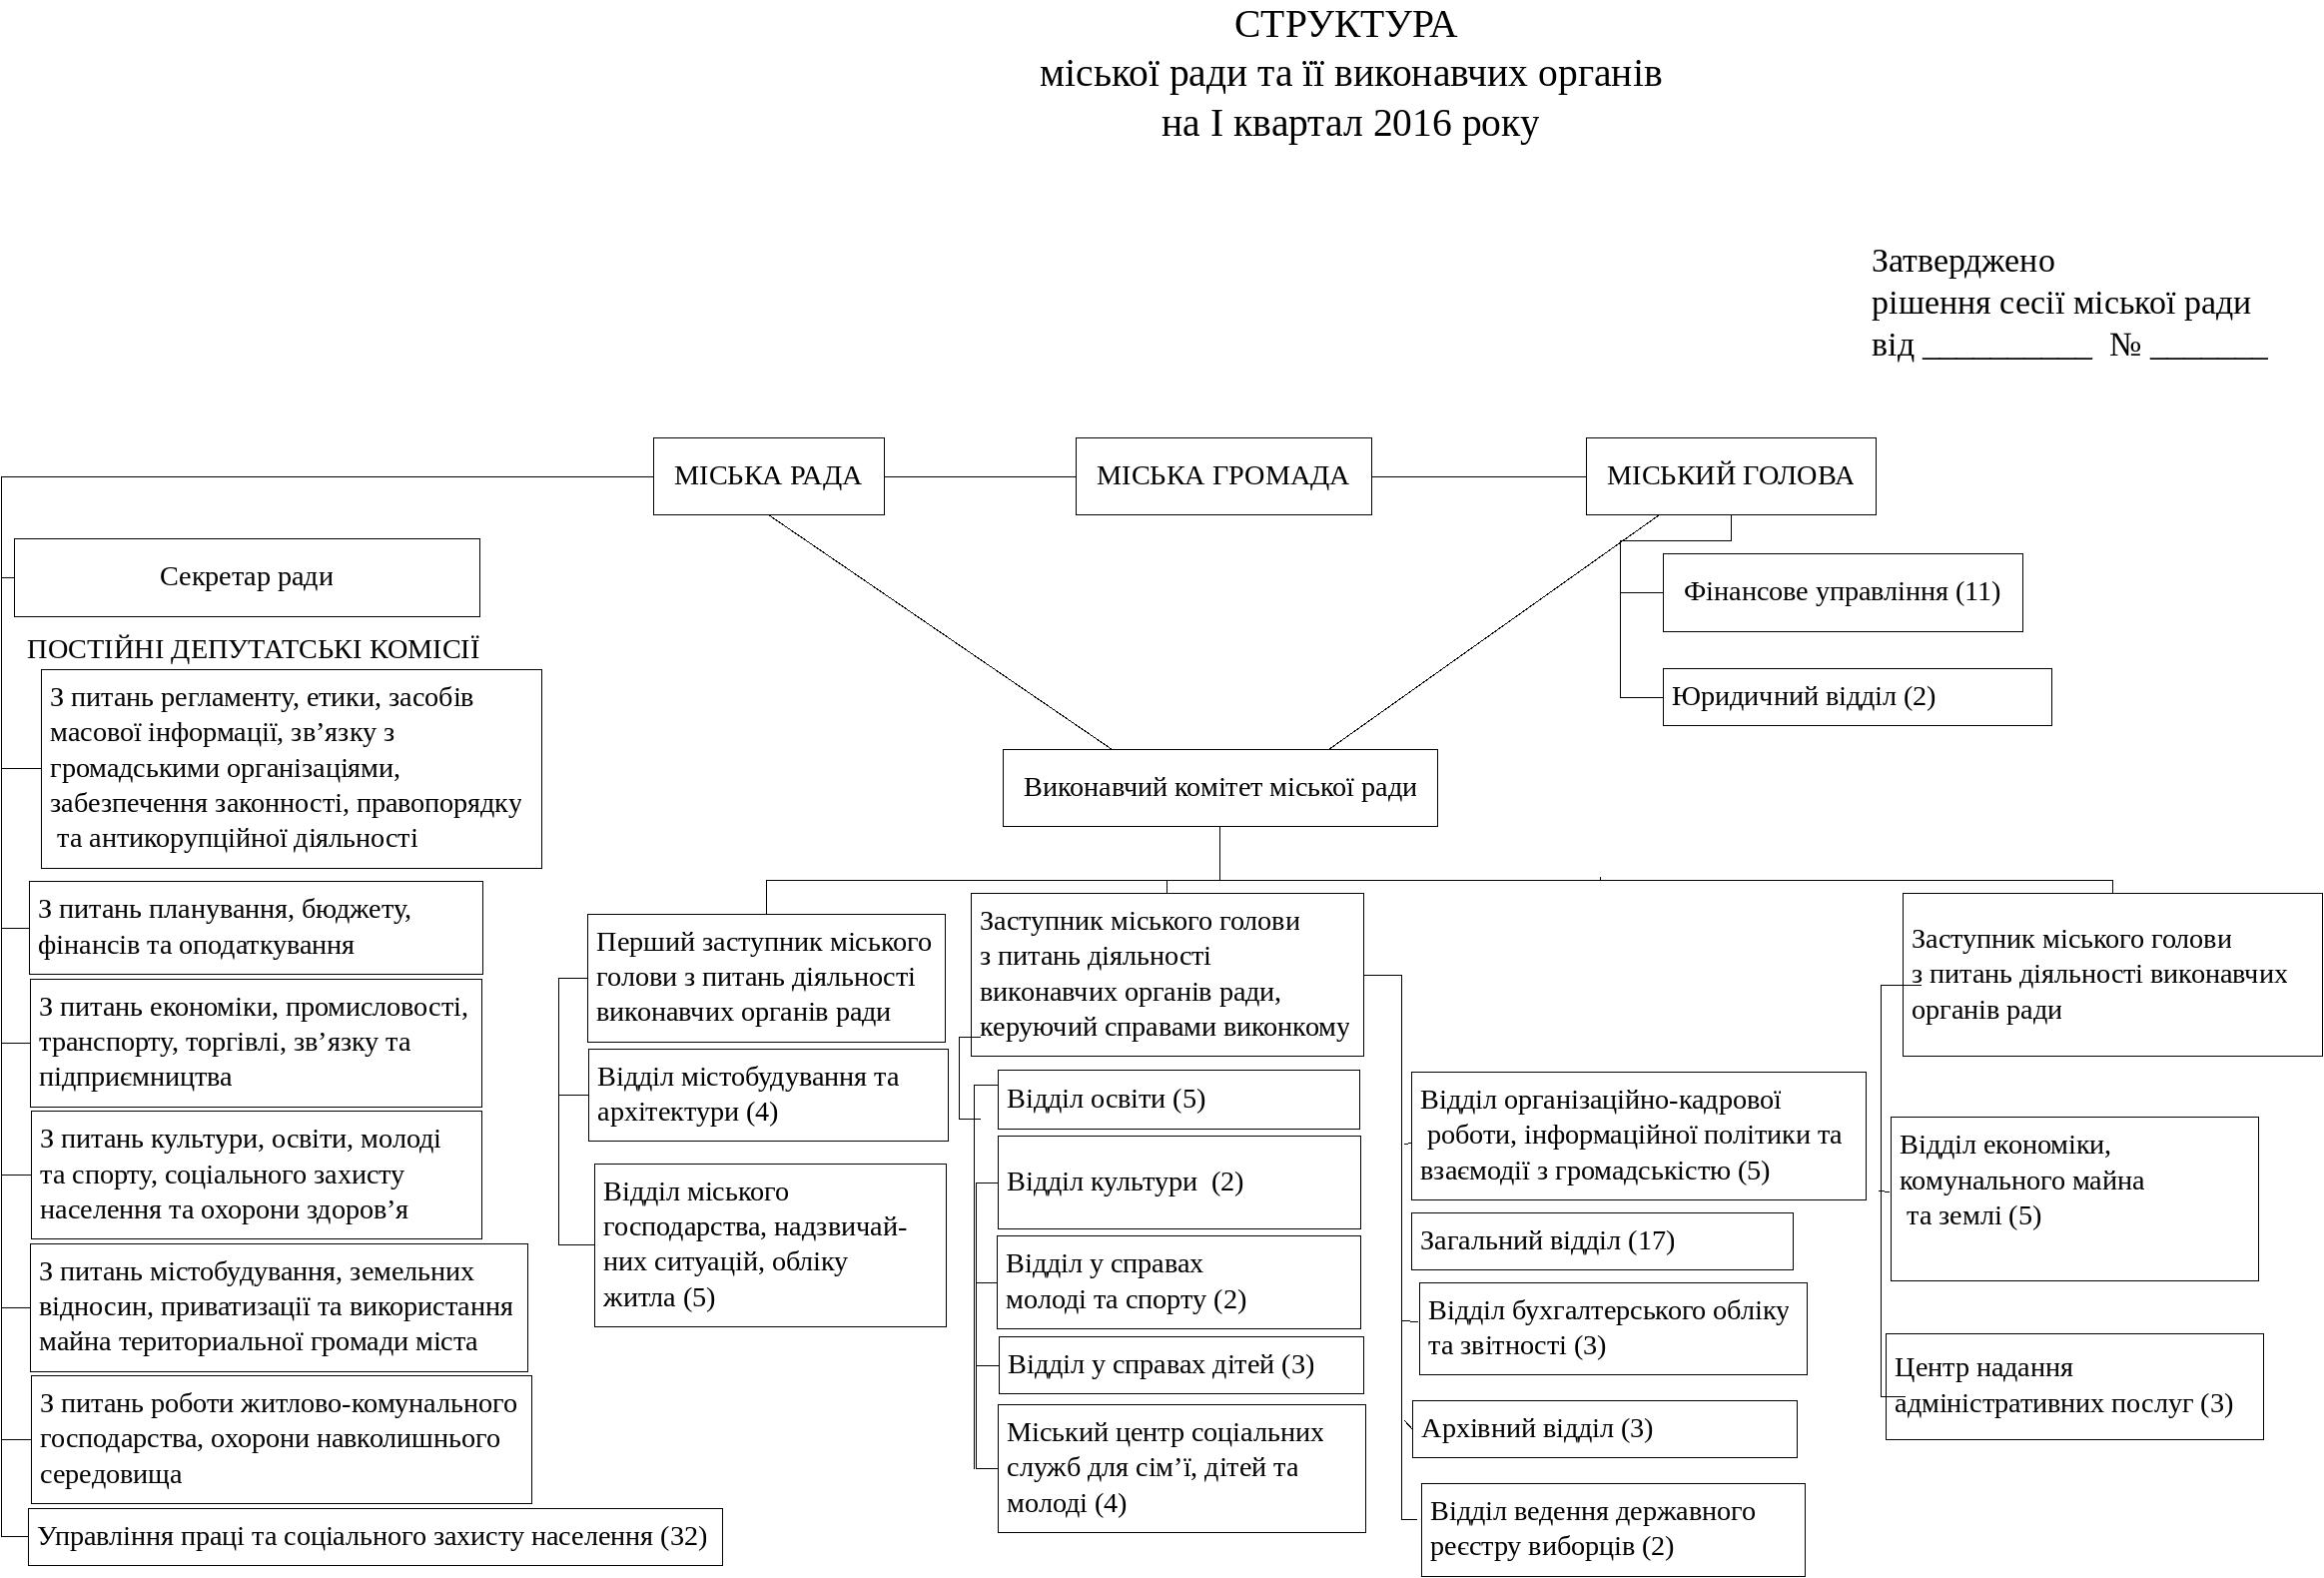 СТРУКТУРА
міської ради та її виконавчих органів
на І квартал 2016 року
Затверджено
рішення сесії міської ради
від __________ № _______
МІСЬКА РАДА
МІСЬКА ГРОМАДА
МІСЬКИЙ ГОЛОВА
Секретар ради
ПОСТІЙНІ ДЕПУТАТСЬКІ КОМІСІЇ
З питань регламенту, етики, засобів
масової інформації, зв’язку з
громадськими організаціями,
забезпечення законності, правопорядку
та антикорупційної діяльності
З питань планування, бюджету,
фінансів та оподаткування
З питань економіки, промисловості,
транспорту, торгівлі, зв’язку та
підприємництва
З питань культури, освіти, молоді
та спорту, соціального захисту
населення та охорони здоров’я
З питань містобудування, земельних
відносин, приватизації та використання
майна териториальної громади міста
З питань роботи житлово-комунального
господарства, охорони навколишнього
середовища
Управління праці та соціального захисту населення (32)
Фінансове управління (11)
Юридичний відділ (2)
Виконавчий комітет міської ради
Перший заступник міського
голови з питань діяльності
виконавчих органів ради
Відділ містобудування та
архітектури (4)
Відділ міського
господарства, надзвичай-
них ситуацій, обліку
житла (5)
Заступник міського голови
з питань діяльності
виконавчих органів ради,
керуючий справами виконкому
Відділ освіти (5)
Відділ культури (2)
Відділ у справах
молоді та спорту (2)
Відділ у справах дітей (3)
Міський центр соціальних
служб для сім’ї, дітей та
молоді (4)
Відділ організаційно-кадрової
роботи, інформаційної політики та
взаємодії з громадськістю (5)
Загальний відділ (17)
Відділ бухгалтерського обліку
та звітності (3)
Архівний відділ (3)
Відділ ведення державного
реєстру виборців (2)
Заступник міського голови
з питань діяльності виконавчих
органів ради
Відділ економіки,
комунального майна
та землі (5)
Центр надання
адміністративних послуг (3)